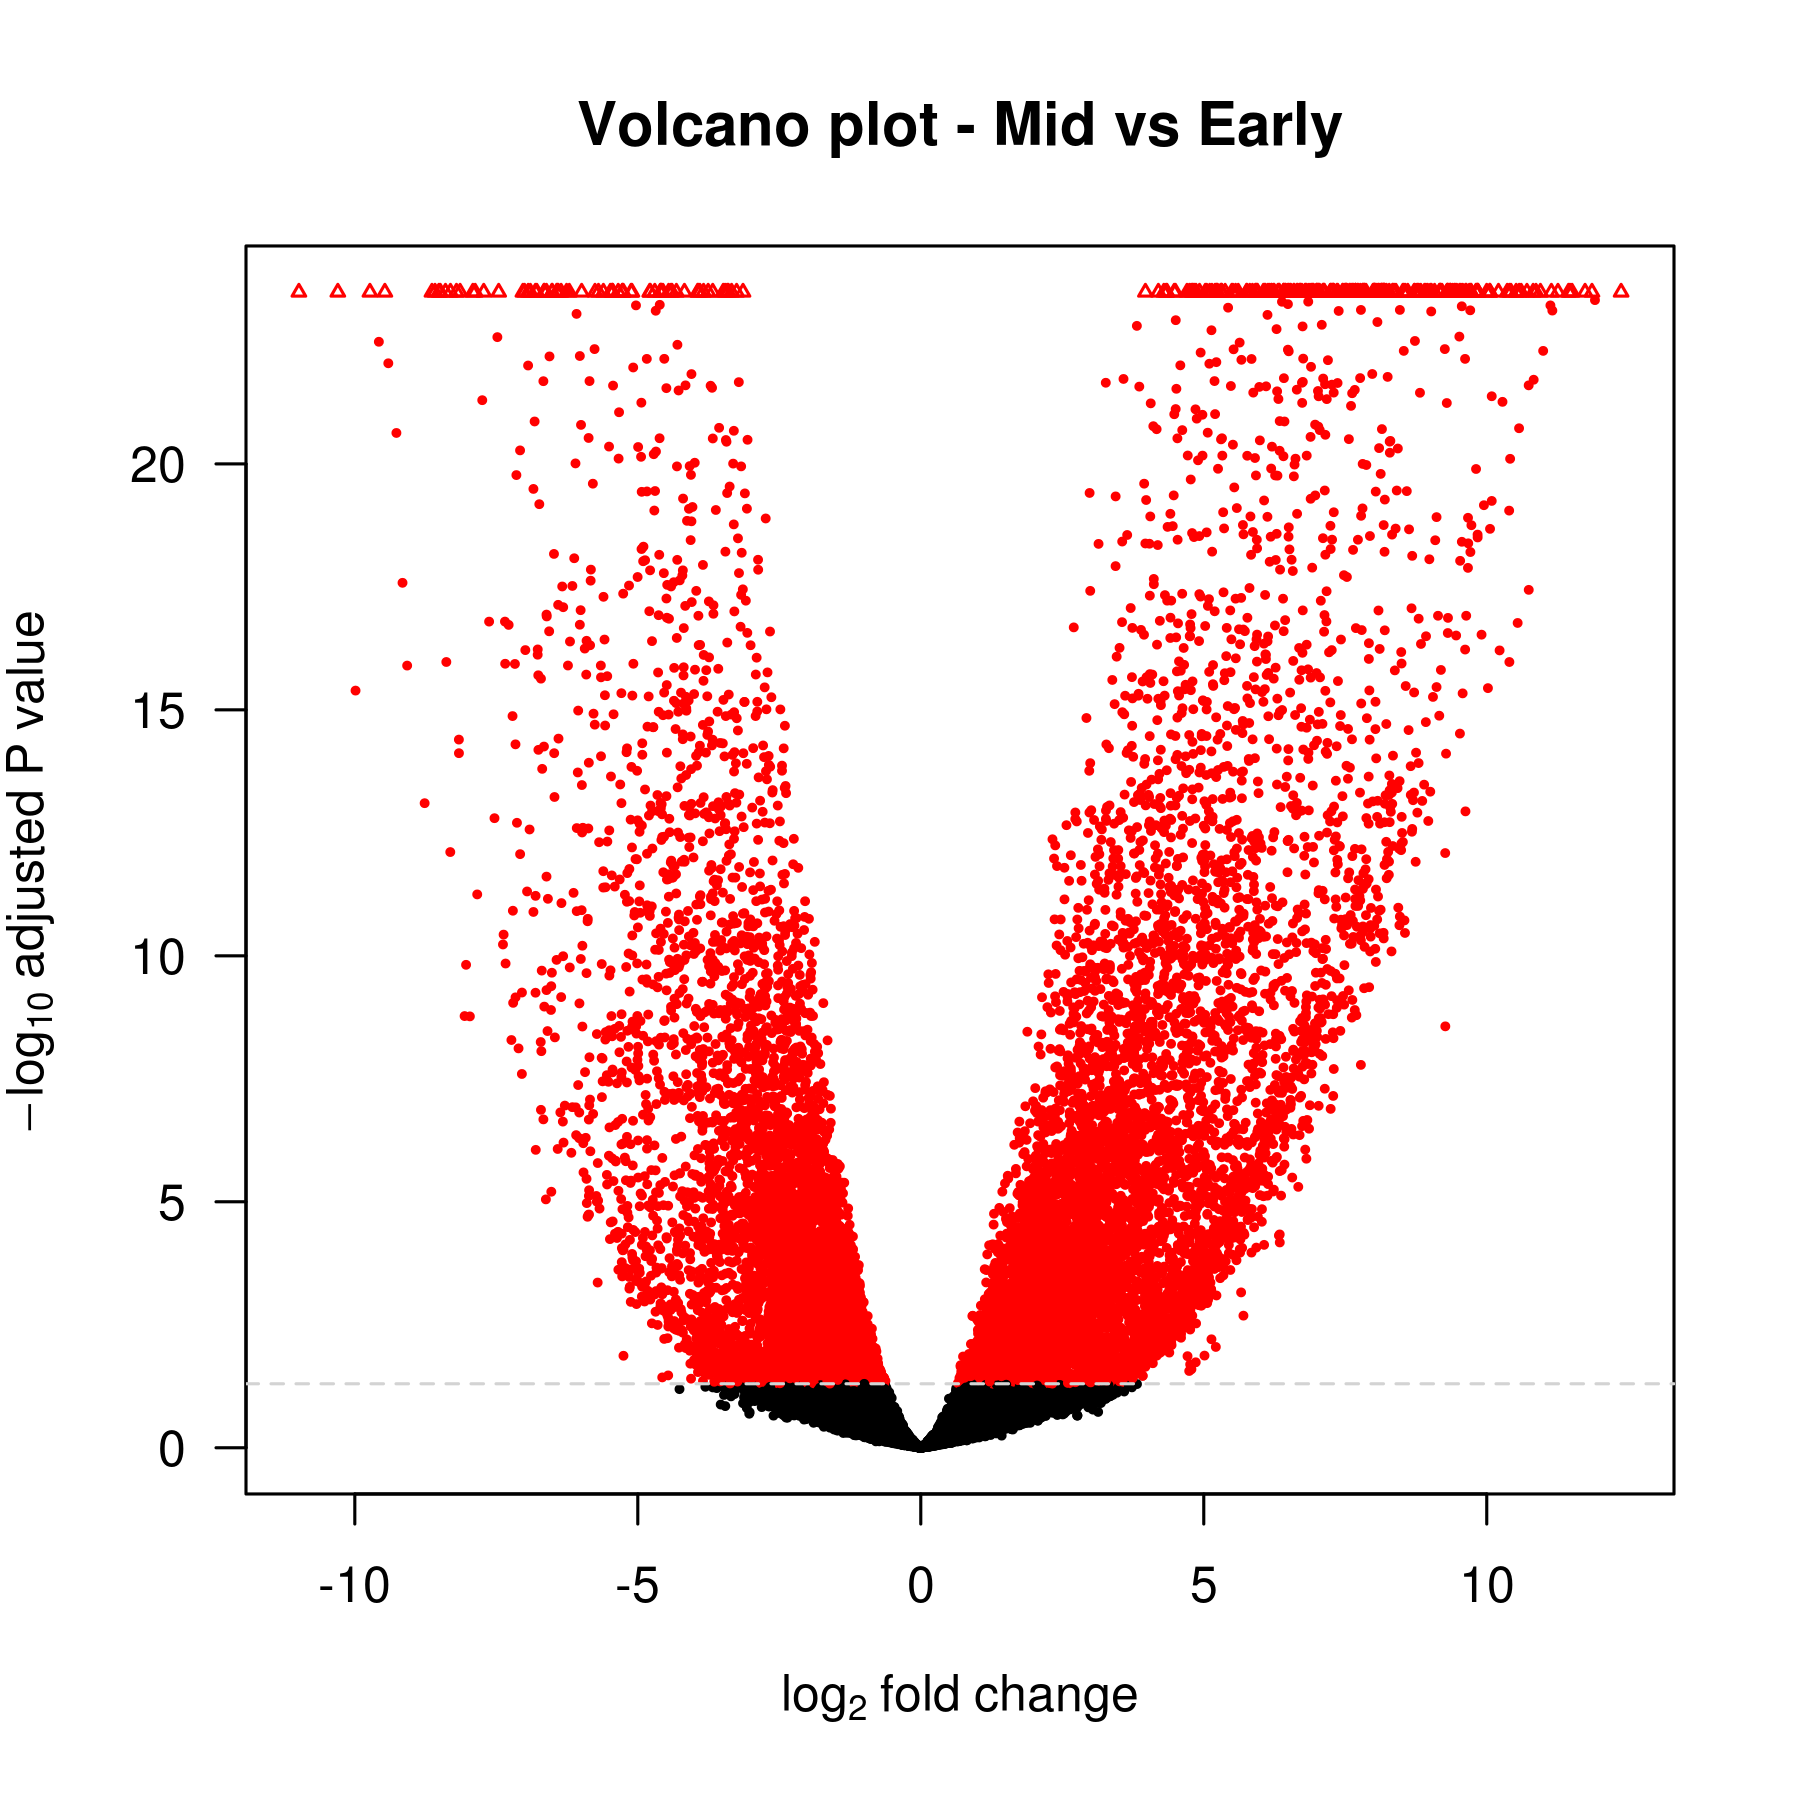 Volcano plot - Mid vs Early
−log10 adjusted P value
20
15
10
5
0
-10 -5 0 5 10
log2 fold change